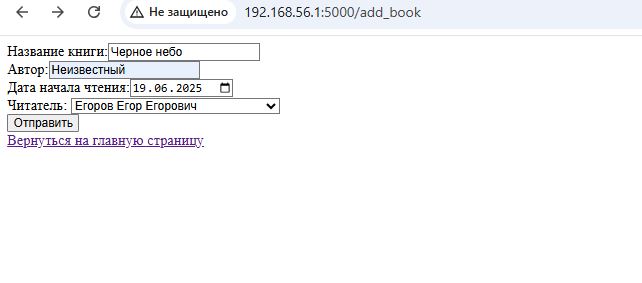 Не защищено 192.168.56.1:5000/add_book
Название книги: Черное небо
Автор: Неизвестный
Дата начала чтения: 19.06.2025
Читатель: Егоров Егор Егорович
Отправить
Вернуться на главную страницу